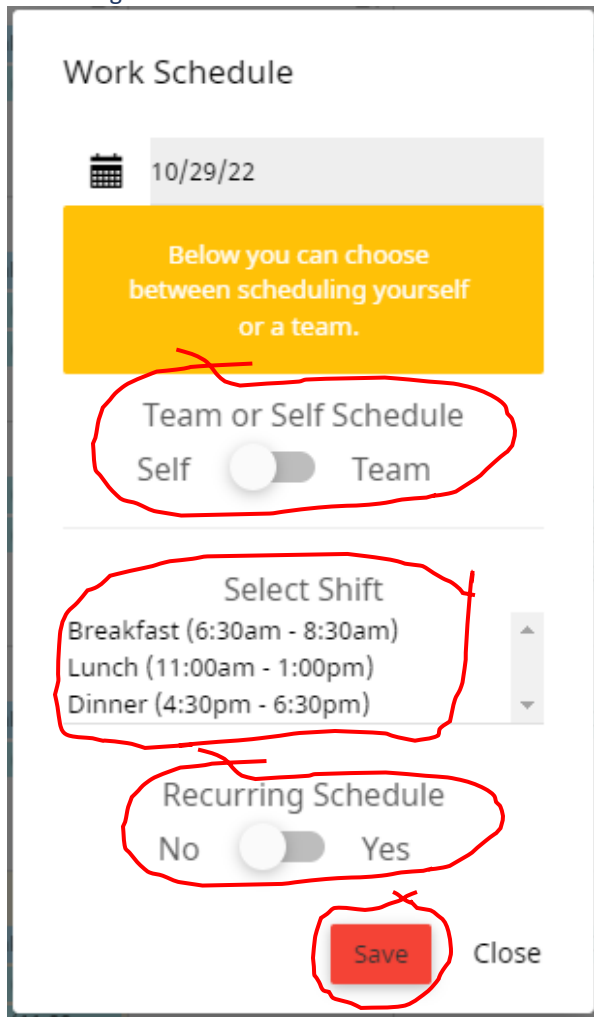 Work Schedule
10/29/22
Below you can choose
between scheduling yourself
or a team.
Team or Self Schedule
Self Team
Select Shift
Breakfast (6:30am - 8:30am)
Lunch (11:00am - 1:00pm)
Dinner (4:30pm - 6:30pm)
Recurring Schedule
No Yes
Save Close